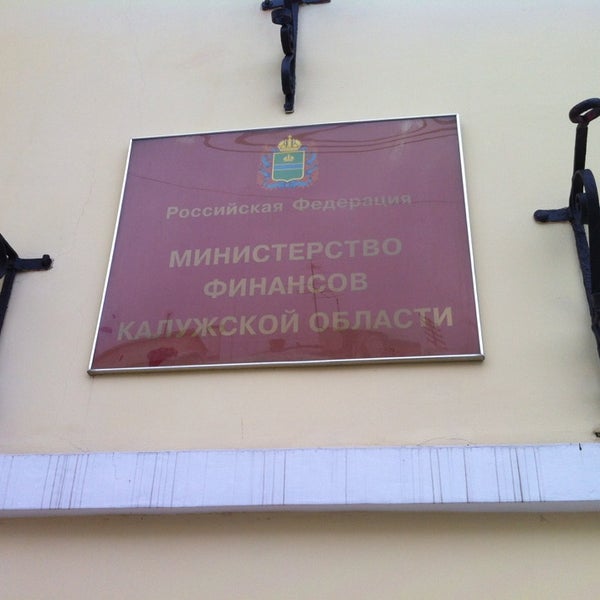 Российская Федерация
МИНИСТЕРСТВО
ФИНАНСОВ
КАЛУЖСКОЙ ОБЛАСТИ